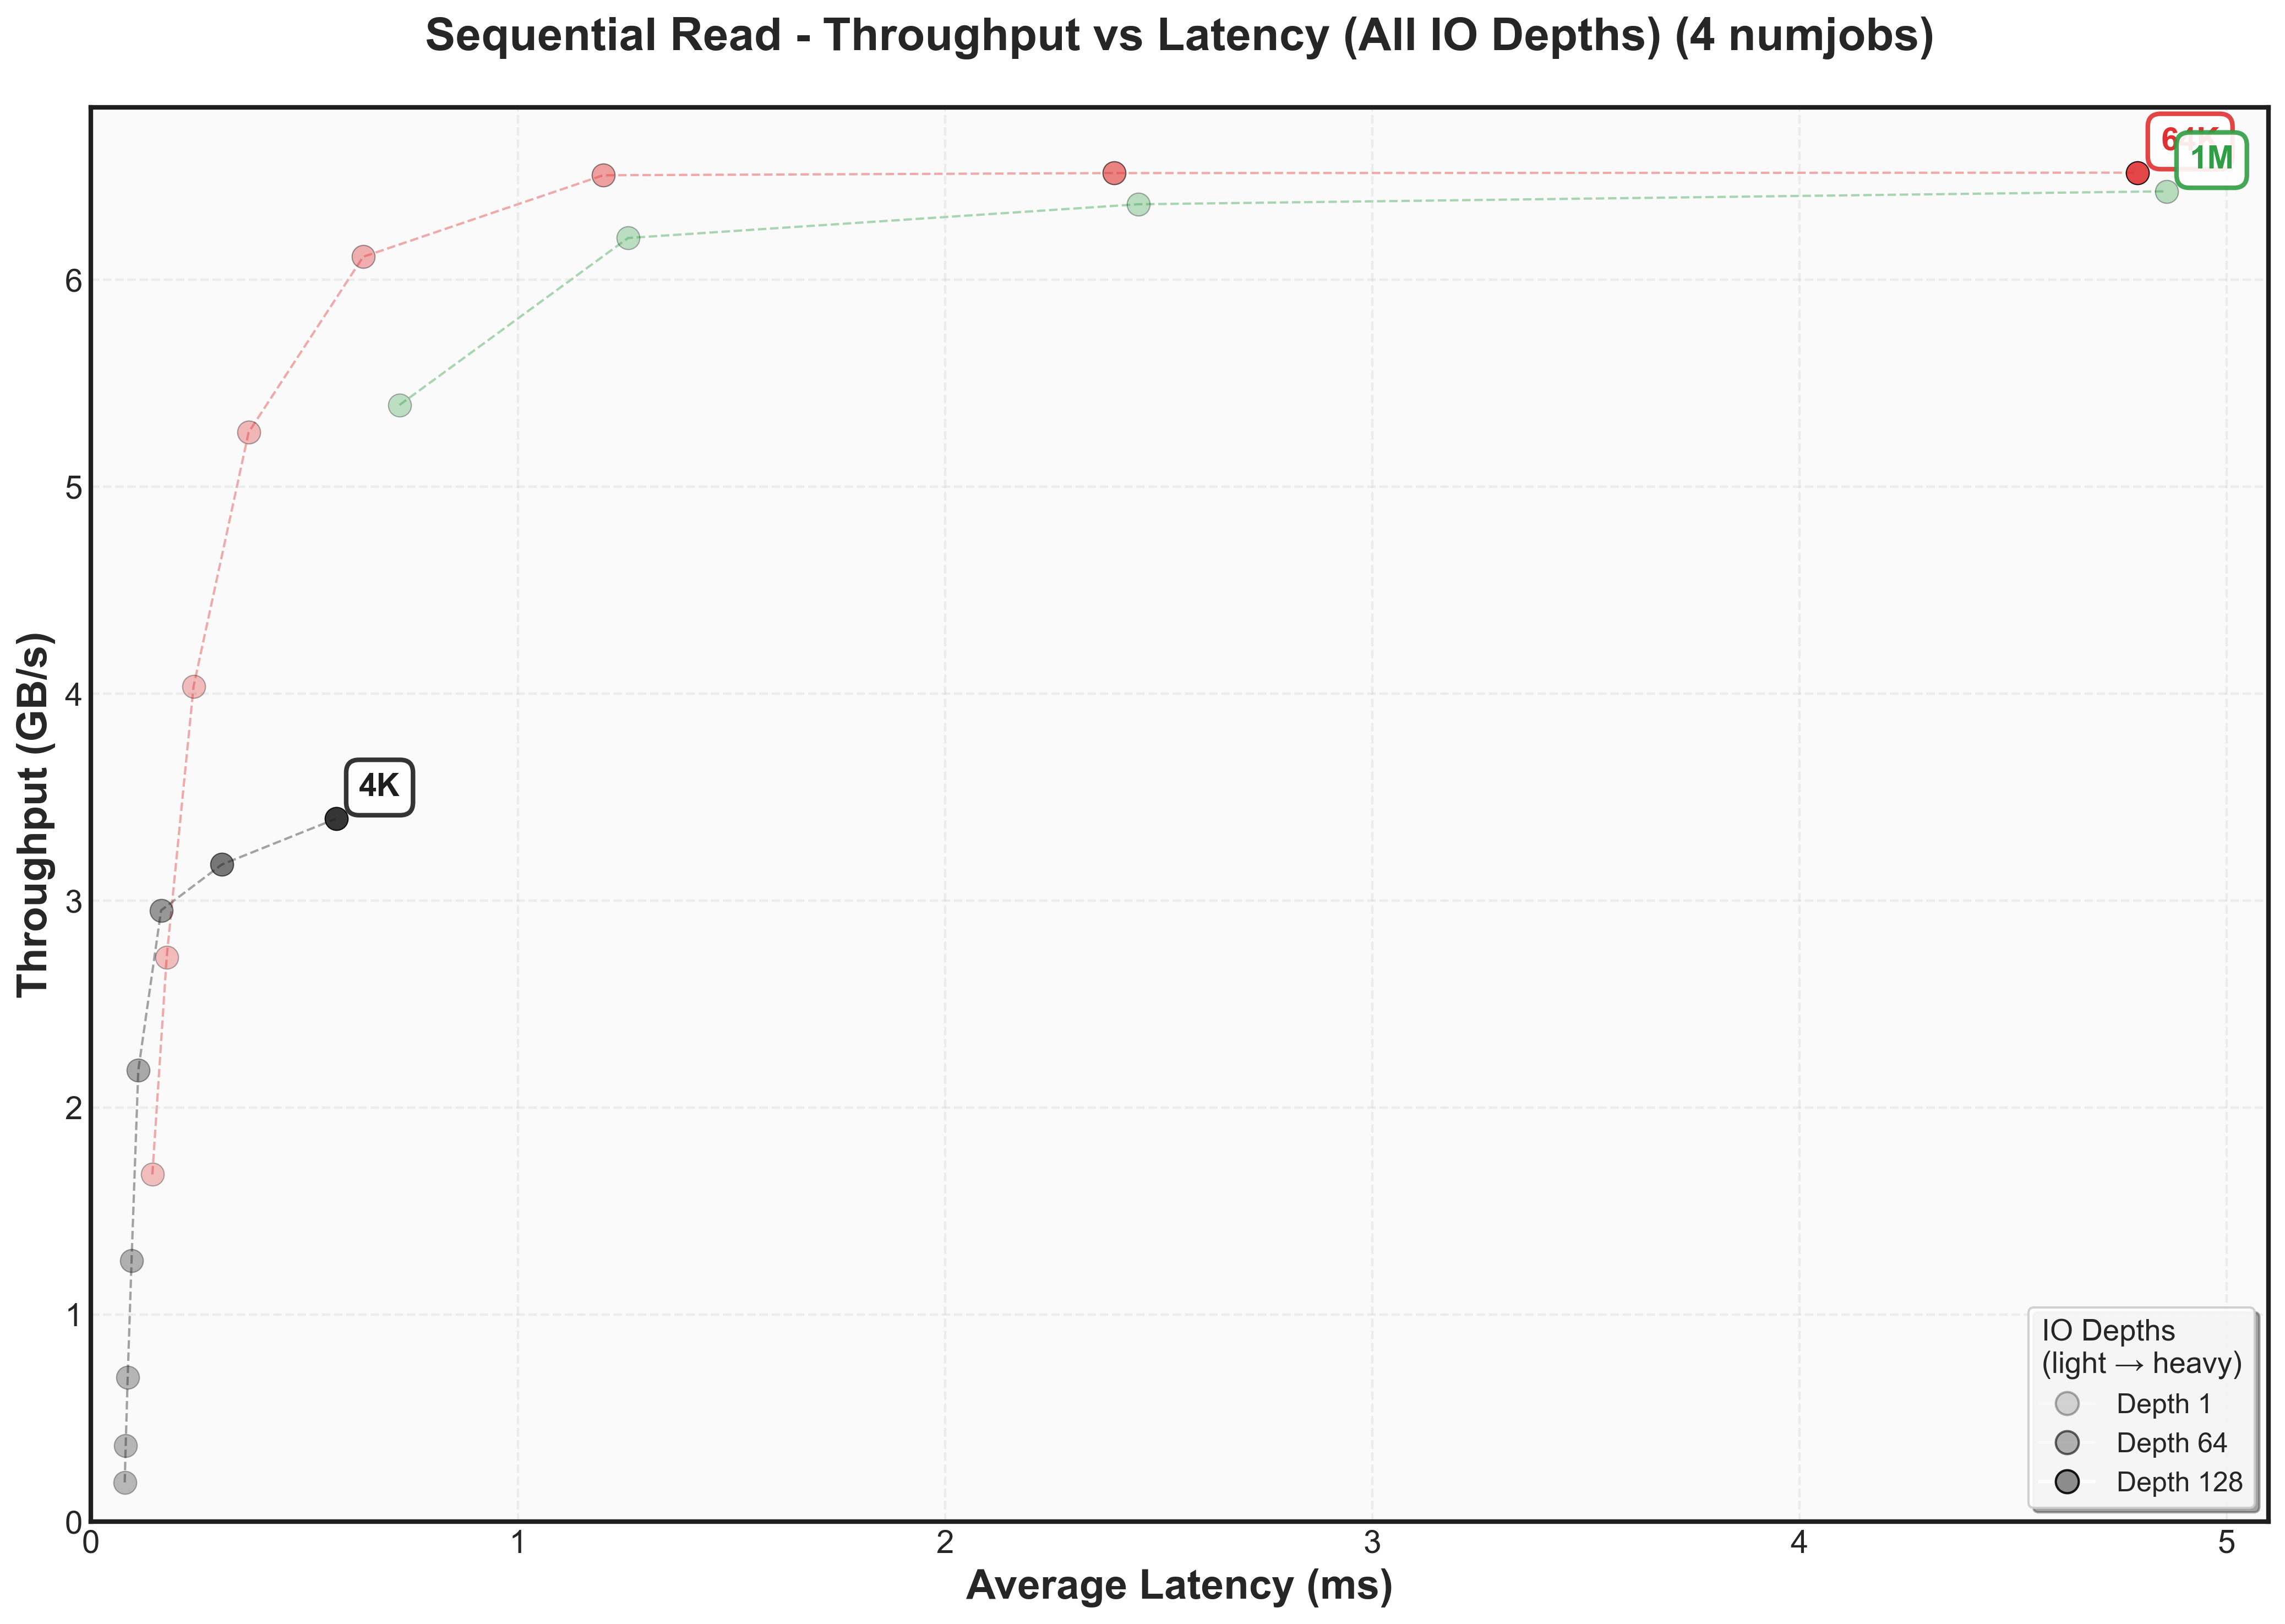 Sequential Read - Throughput vs Latency (All IO Depths) (4 numjobs)
64K
1M
6
5
4
4K
3
2
1
0
Throughput (GB/s)
IO Depths
(light → heavy)
Depth 1
Depth 64
Depth 128
0 1 2 3 4 5
Average Latency (ms)